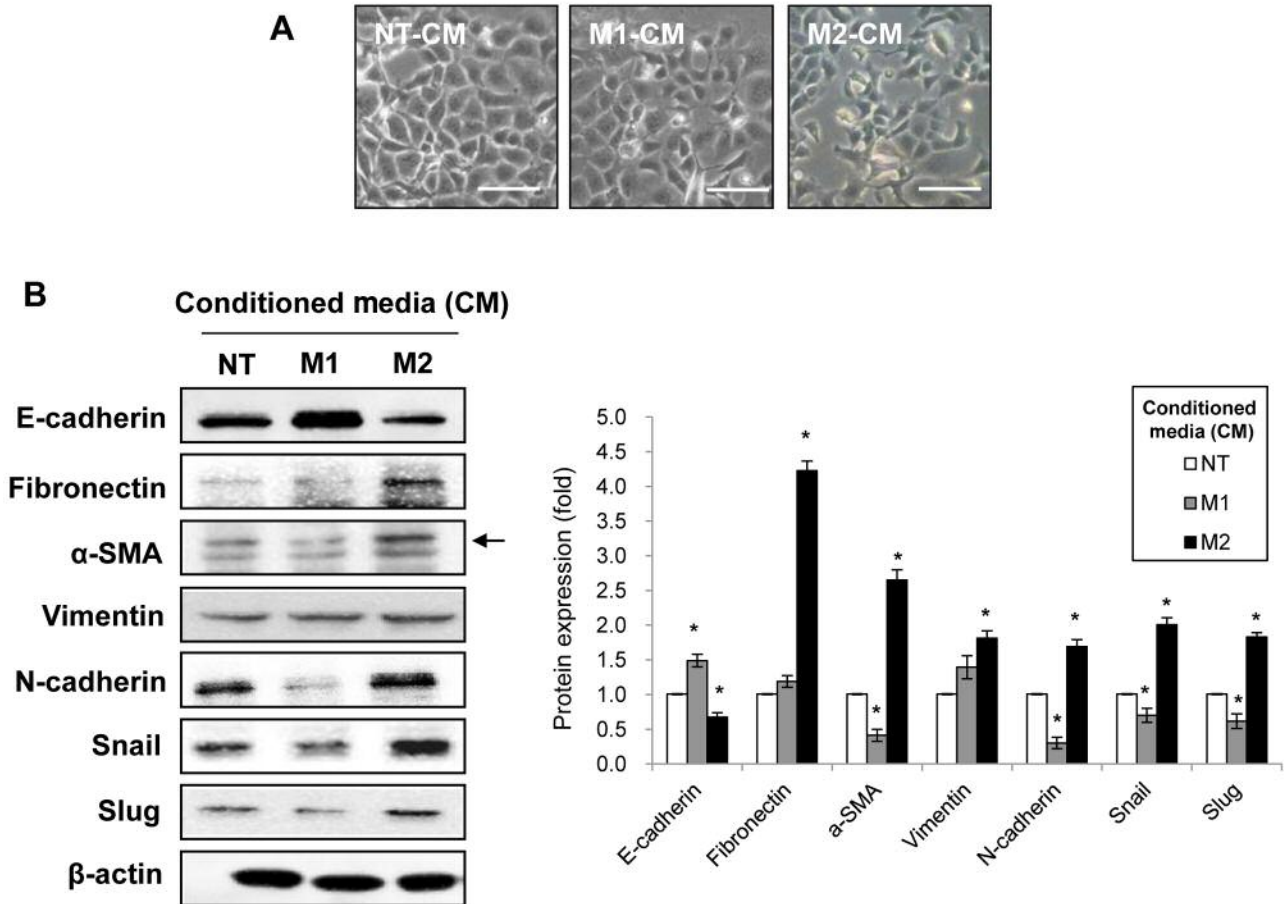 A
NT-CM
M1-CM
M2-CM
B
Conditioned media (CM)
NT M1 M2
E-cadherin
Fibronectin
α-SMA
Vimentin
N-cadherin
Snail
Slug
β-actin
Protein expression (fold)
5.0
4.5
4.0
3.5
3.0
2.5
2.0
1.5
1.0
0.5
0.0
* * * * * * * * * * *
E-cadherin
Fibronectin
a-SMA
Vimentin
N-cadherin
Snail
Slug
Conditioned
media (CM)
NT
M1
M2